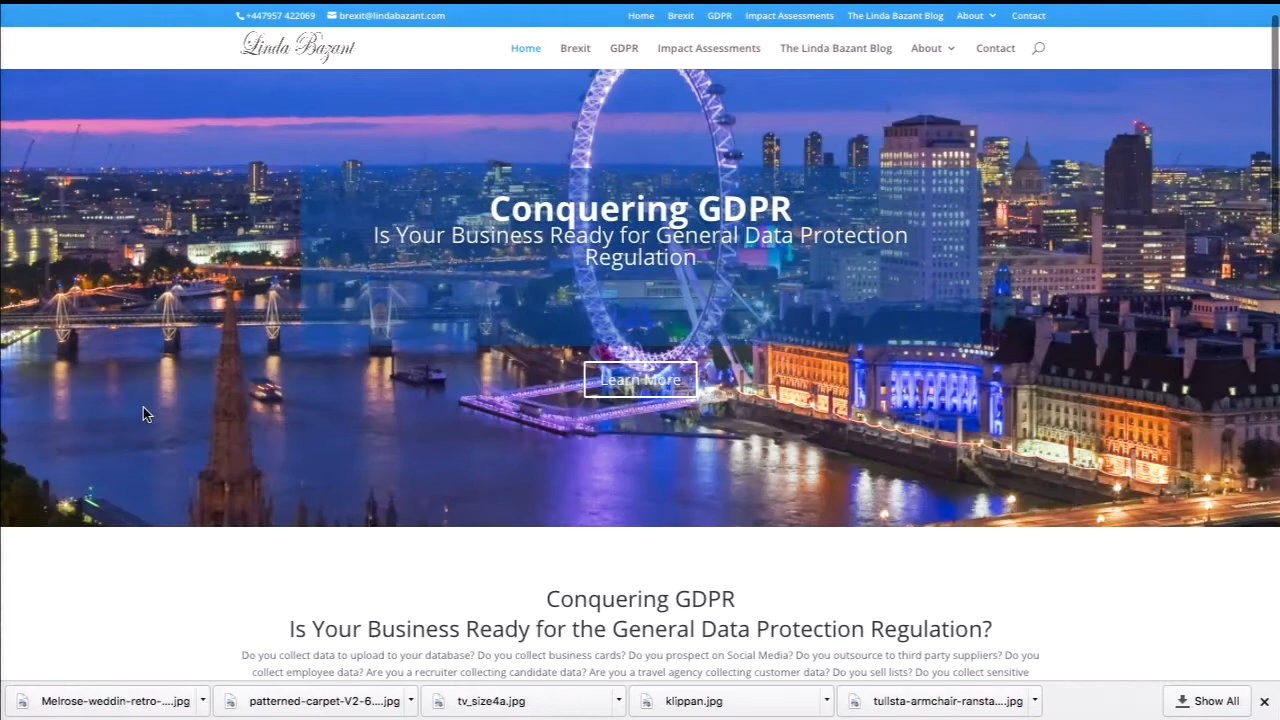 +447957 422069 brexit@lindabazant.com Home Brexit GDPR Impact Assessments The Linda Bazant Blog About Contact
Linda Bazant Home Brexit GDPR Impact Assessments The Linda Bazant Blog About Contact
Conquering GDPR
Is Your Business Ready for General Data Protection
Regulation
Learn More
Conquering GDPR
Is Your Business Ready for the General Data Protection Regulation?
Do you collect data to upload to your database? Do you collect business cards? Do you prospect on Social Media? Do you outsource to third party suppliers? Do you
collect employee data? Are you a recruiter collecting candidate data? Are you a travel agency collecting customer data? Do you sell lists? Do you collect sensitive
Melrose-weddin-retro-....jpg patterned-carpet-V2-6....jpg tv_size4a.jpg klippan.jpg tullsta-armchair-ransta....jpg Show All